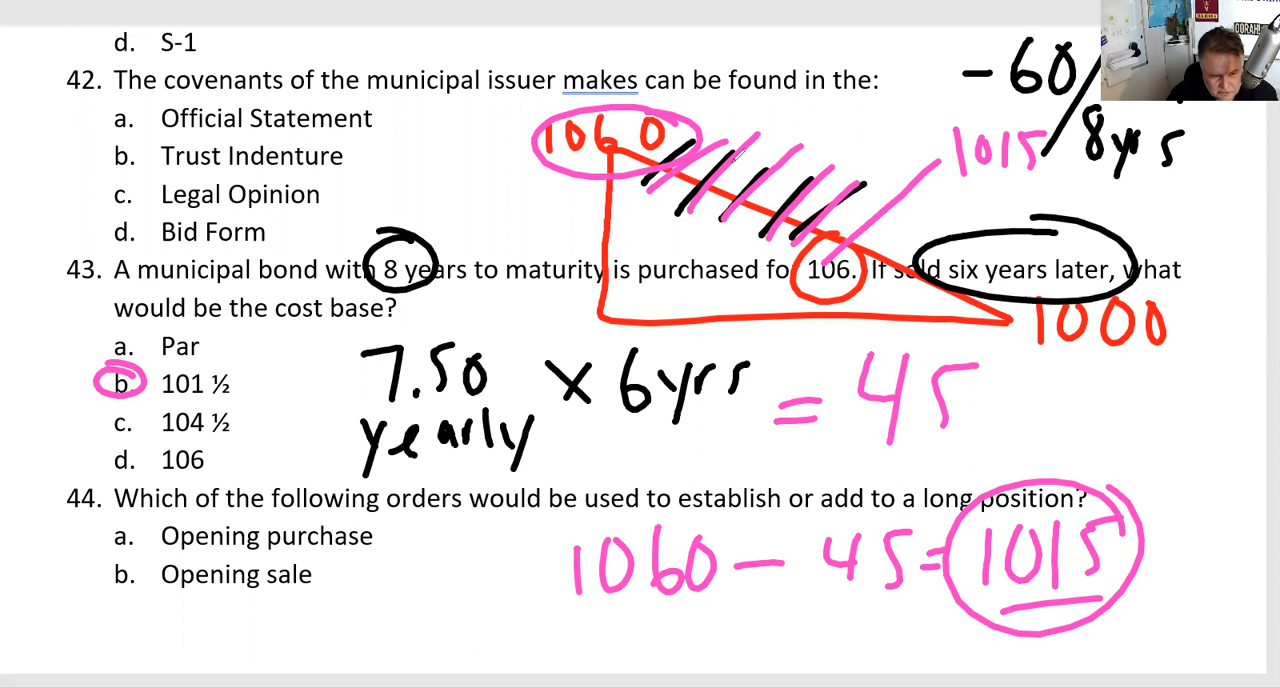 d. S-1
42. The covenants of the municipal issuer makes can be found in the:
a. Official Statement
b. Trust Indenture
c. Legal Opinion
d. Bid Form
-60/
8yrs
1060
1015
43. A municipal bond with 8 years to maturity is purchased for 106. If sold six years later, what
would be the cost base?
1000
a. Par
b. 101 ½
c. 104 ½
d. 106
7.50 x 6yrs = 45
yearly
44. Which of the following orders would be used to establish or add to a long position?
a. Opening purchase
b. Opening sale
1060 - 45 = 1015
OORAH!